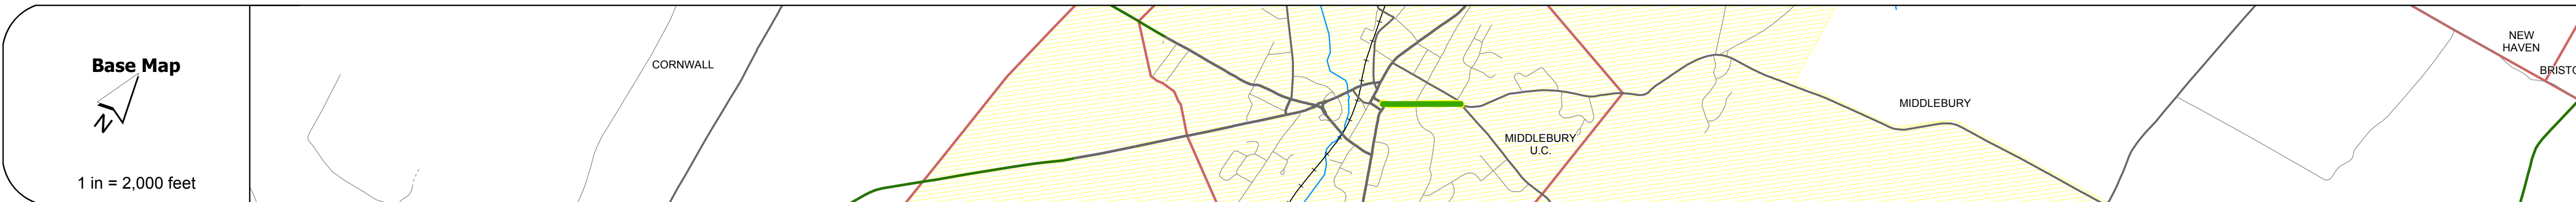 Base Map
N
1 in = 2,000 feet
CORNWALL
MIDDLEBURY
U.C.
MIDDLEBURY
NEW
HAVEN
BRISTO